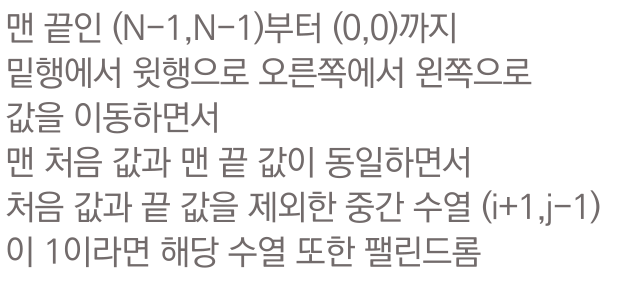 맨 끝인 (N-1,N-1)부터 (0,0)까지
밑행에서 윗행으로 오른쪽에서 왼쪽으로
값을 이동하면서
맨 처음 값과 맨 끝 값이 동일하면서
처음 값과 끝 값을 제외한 중간 수열 (i+1,j-1)
이 1이라면 해당 수열 또한 팰린드롬